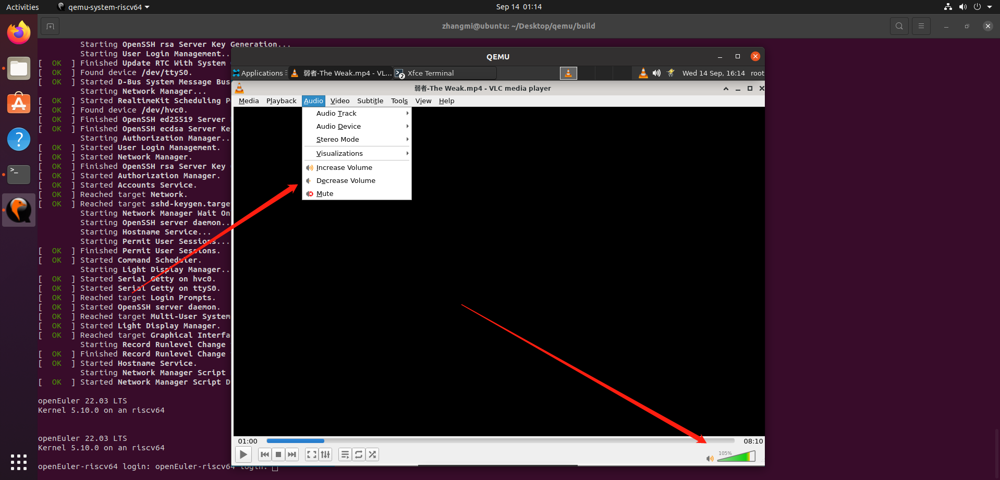 Activities
qemu-system-riscv64
Sep 14 01:14
zhangmi@ubuntu: ~/Desktop/qemu/build
Starting OpenSSH rsa Server Key Generation...
Starting User Login Management..
[ OK ] Finished Update RTC With System
[ OK ] Found device /dev/ttyS0.
[ OK ] Started D-Bus System Message Bus
Starting Network Manager...
[ OK ] Started RealtimeKit Scheduling P
[ OK ] Found device /dev/hvc0.
[ OK ] Finished OpenSSH ed25519 Server
[ OK ] Finished OpenSSH ecdsa Server Ke
Starting Authorization Manager..
[ OK ] Started User Login Management.
[ OK ] Started Network Manager.
[ OK ] Finished OpenSSH rsa Server Key
[ OK ] Started Authorization Manager.
[ OK ] Started Accounts Service.
[ OK ] Reached target Network.
[ OK ] Reached target sshd-keygen.targe
Starting Network Manager Wait On
Starting OpenSSH server daemon..
Starting Hostname Service...
Starting Permit User Sessions...
[ OK ] Finished Permit User Sessions.
[ OK ] Started Command Scheduler.
Starting Light Display Manager..
[ OK ] Started Serial Getty on hvc0.
[ OK ] Started Serial Getty on ttyS0.
[ OK ] Reached target Login Prompts.
[ OK ] Started OpenSSH server daemon.
[ OK ] Reached target Multi-User System
[ OK ] Started Light Display Manager.
[ OK ] Reached target Graphical Interfa
Starting Record Runlevel Change
[ OK ] Finished Record Runlevel Change
[ OK ] Started Hostname Service.
Starting Network Manager Script
[ OK ] Started Network Manager Script D
openEuler 22.03 LTS
Kernel 5.10.0 on an riscv64
openEuler 22.03 LTS
Kernel 5.10.0 on an riscv64
openEuler-riscv64 login: openEuler-riscv64 login:
QEMU
Applications
弱者-The Weak.mp4 - VL...
2
Xfce Terminal
Wed 14 Sep, 16:14
root
弱者-The Weak.mp4 - VLC media player
Media
Playback
Audio
Video
Subtitle
Tools
View
Help
Audio Track
Audio Device
Stereo Mode
Visualizations
Increase Volume
Decrease Volume
Mute
01:00
08:10
105%